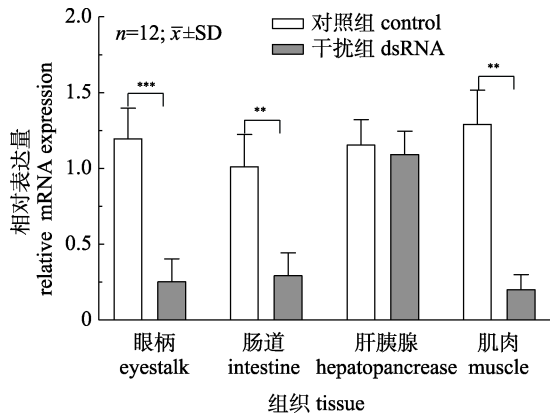 2.0
1.5
1.0
0.5
0
相对表达量
relative mRNA expression
n=12; x̅±SD
对照组 control
干扰组 dsRNA
***
**
**
眼柄 肠道 肝胰腺 肌肉
eyestalk intestine hepatopancrease muscle
组织 tissue